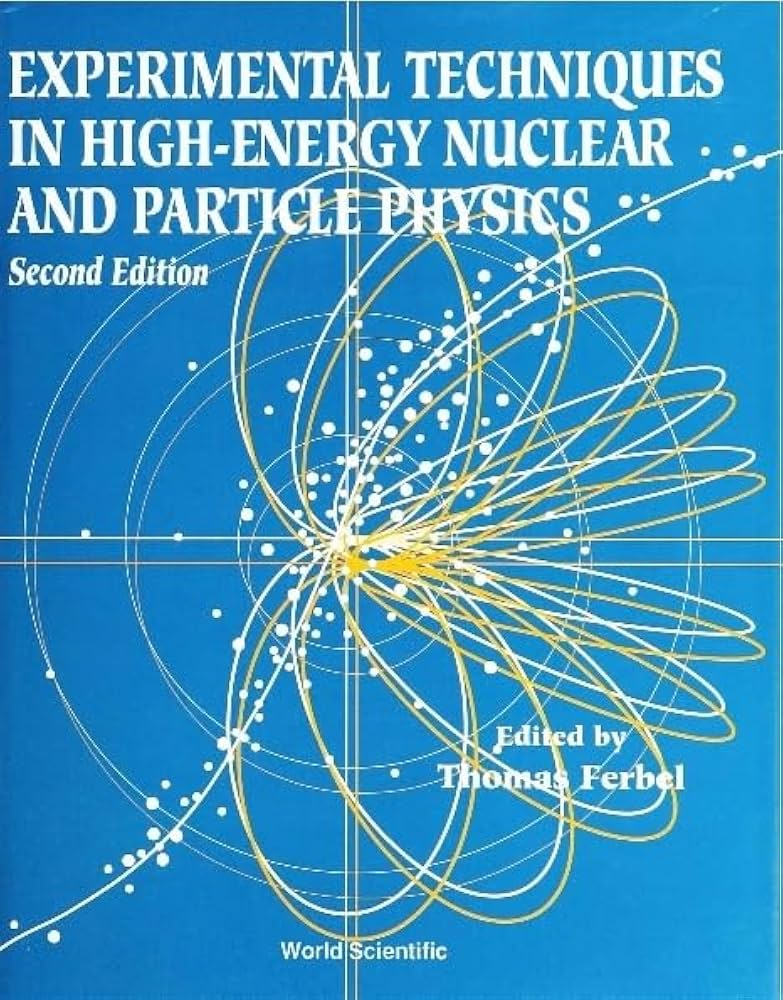 EXPERIMENTAL TECHNIQUES
IN HIGH-ENERGY NUCLEAR
AND PARTICLE PHYSICS
Second Edition
Edited by
Thomas Ferbel
World Scientific